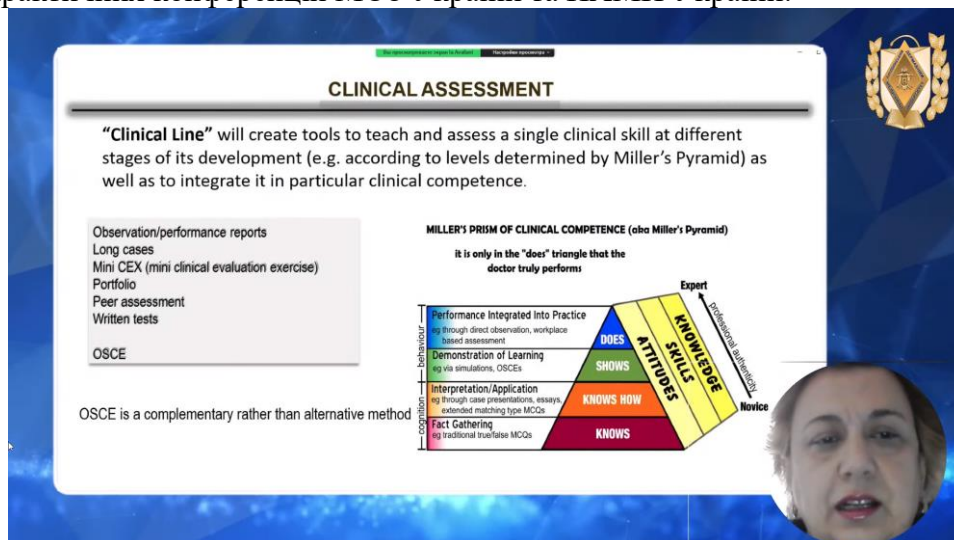 конференцій МОЗ України та НАМН України.
CLINICAL ASSESSMENT
“Clinical Line” will create tools to teach and assess a single clinical skill at different
stages of its development (e.g. according to levels determined by Miller’s Pyramid) as
well as to integrate it in particular clinical competence.
Observation/performance reports
Long cases
Mini CEX (mini clinical evaluation exercise)
Portfolio
Peer assessment
Written tests
OSCE
OSCE is a complementary rather than alternative method
MILLER’S PRISM OF CLINICAL COMPETENCE (aka Miller’s Pyramid)
it is only in the "does" triangle that the
doctor truly performs
behaviour
cognition
Performance Integrated Into Practice
eg through direct observation, workplace
based assessment
Demonstration of Learning
eg via simulations, OSCEs
Interpretation/Application
eg through case presentations, essays,
extended matching type MCQs
Fact Gathering
eg traditional true/false MCQs
DOES
SHOWS
KNOWS HOW
KNOWS
ATTITUDES
SKILLS
KNOWLEDGE
Expert
professional authenticity
Novice